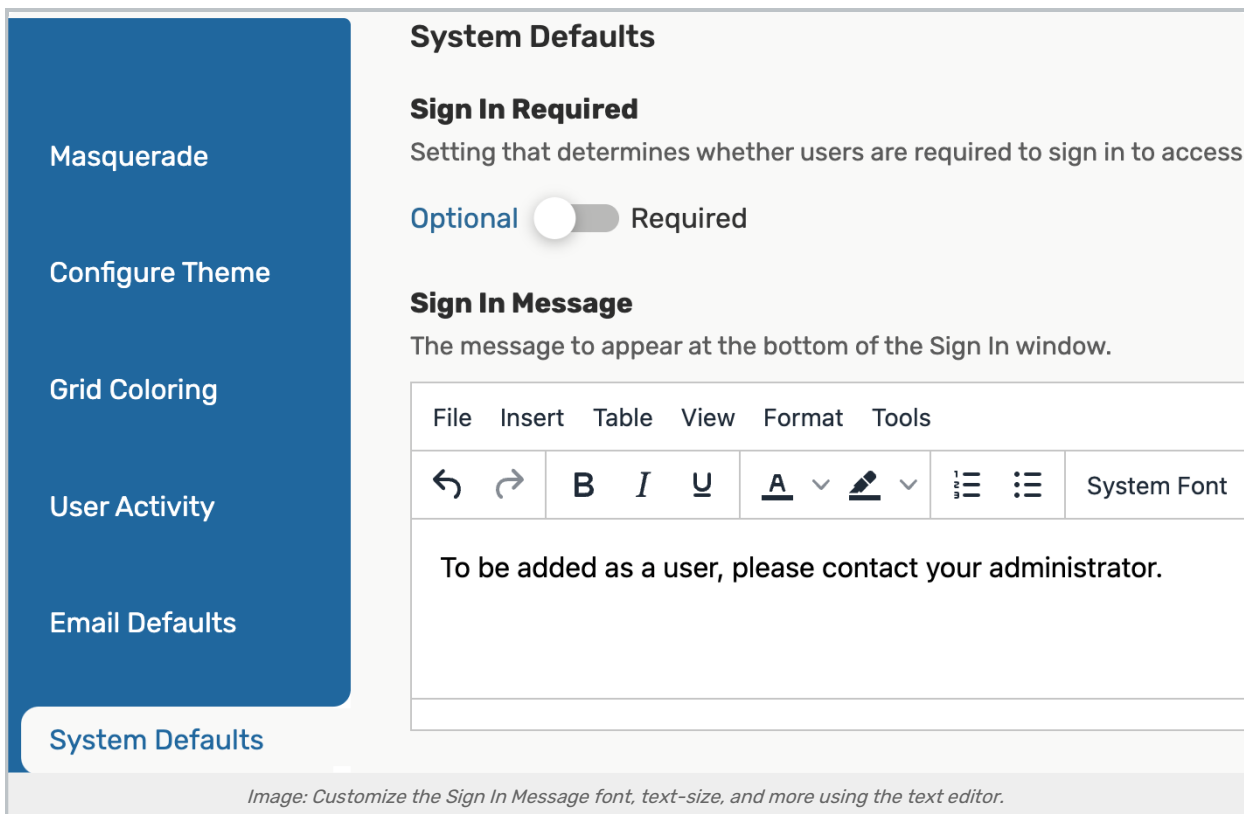 Masquerade
Configure Theme
Grid Coloring
User Activity
Email Defaults
System Defaults
System Defaults
Sign In Required
Setting that determines whether users are required to sign in to access
Optional Required
Sign In Message
The message to appear at the bottom of the Sign In window.
File Insert Table View Format Tools
B I U A 1 2 3 System Font
To be added as a user, please contact your administrator.
Image: Customize the Sign In Message font, text-size, and more using the text editor.